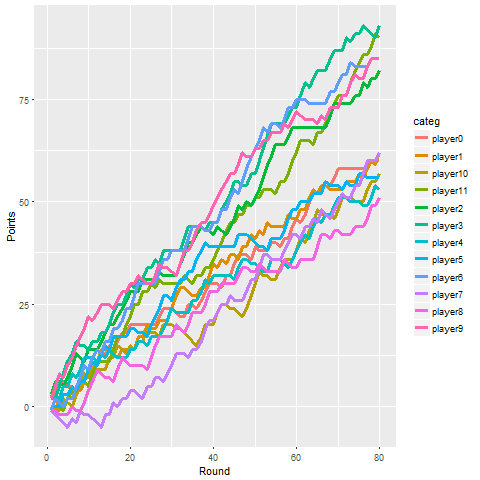 75
50
25
0
Points
0
20
40
60
80
Round
categ
player0
player1
player10
player11
player2
player3
player4
player5
player6
player7
player8
player9